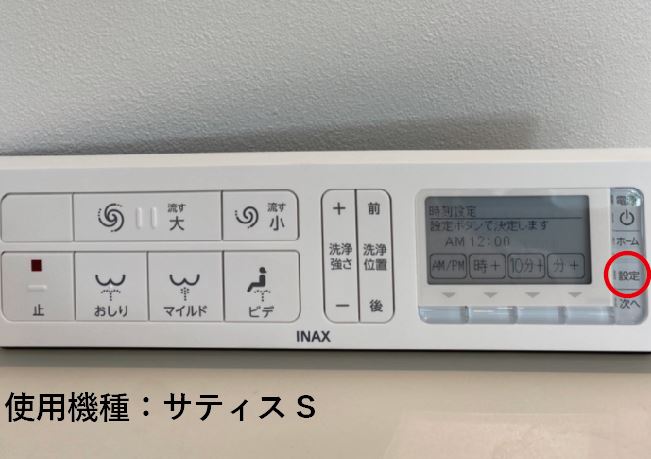 流す
大
流す
小
止
おしり
マイルド
ビデ
+
洗浄
強さ
−
前
洗浄
位置
後
時刻設定
設定ボタンで決定します
AM 12:00
AM/PM 時+ 10分+ 分+
電源
ホーム
設定
次へ
INAX
使用機種：サティスS